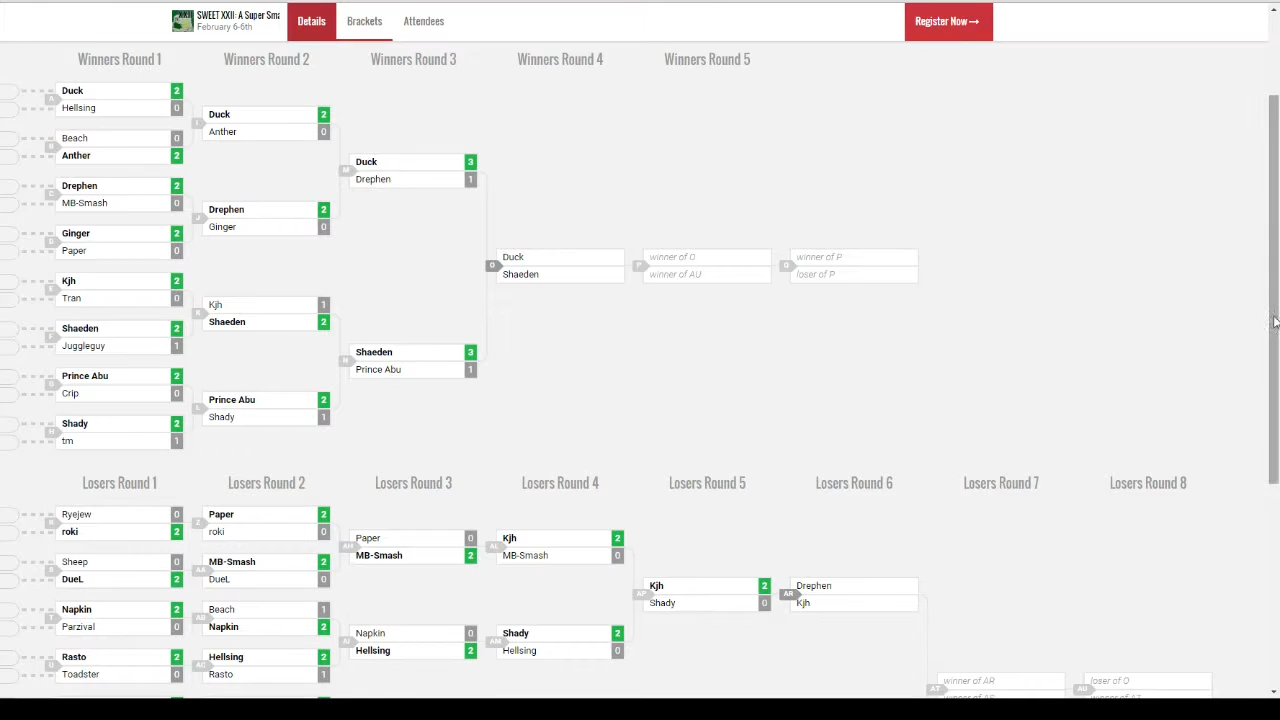 SWEET XXII: A Super Sma
February 6-6th
Details
Brackets
Attendees
Register Now
Winners Round 1
Winners Round 2
Winners Round 3
Winners Round 4
Winners Round 5
Duck 2
Hellsing 0
Beach 0
Anther 2
Drephen 2
MB-Smash 0
Ginger 2
Paper 0
Kjh 2
Tran 0
Shaeden 2
Juggleguy 1
Prince Abu 2
Crip 0
Shady 2
tm 1
Duck 2
Anther 0
Drephen 2
Ginger 0
Kjh 1
Shaeden 2
Prince Abu 2
Shady 1
Duck 3
Drephen 1
Shaeden 3
Prince Abu 1
Duck
Shaeden
winner of O
winner of AU
winner of P
loser of P
Losers Round 1
Losers Round 2
Losers Round 3
Losers Round 4
Losers Round 5
Losers Round 6
Losers Round 7
Losers Round 8
Ryejew 0
roki 2
Sheep 0
DueL 2
Napkin 2
Parzival 0
Rasto 2
Toadster 0
Paper 2
roki 0
MB-Smash 2
DueL 0
Beach 1
Napkin 2
Hellsing 2
Rasto 1
Paper 0
MB-Smash 2
Napkin 0
Hellsing 2
Kjh 2
MB-Smash 0
Shady 2
Hellsing 0
Kjh 2
Shady 0
AR
Drephen
Kjh
AT
winner of AR
AU
loser of O